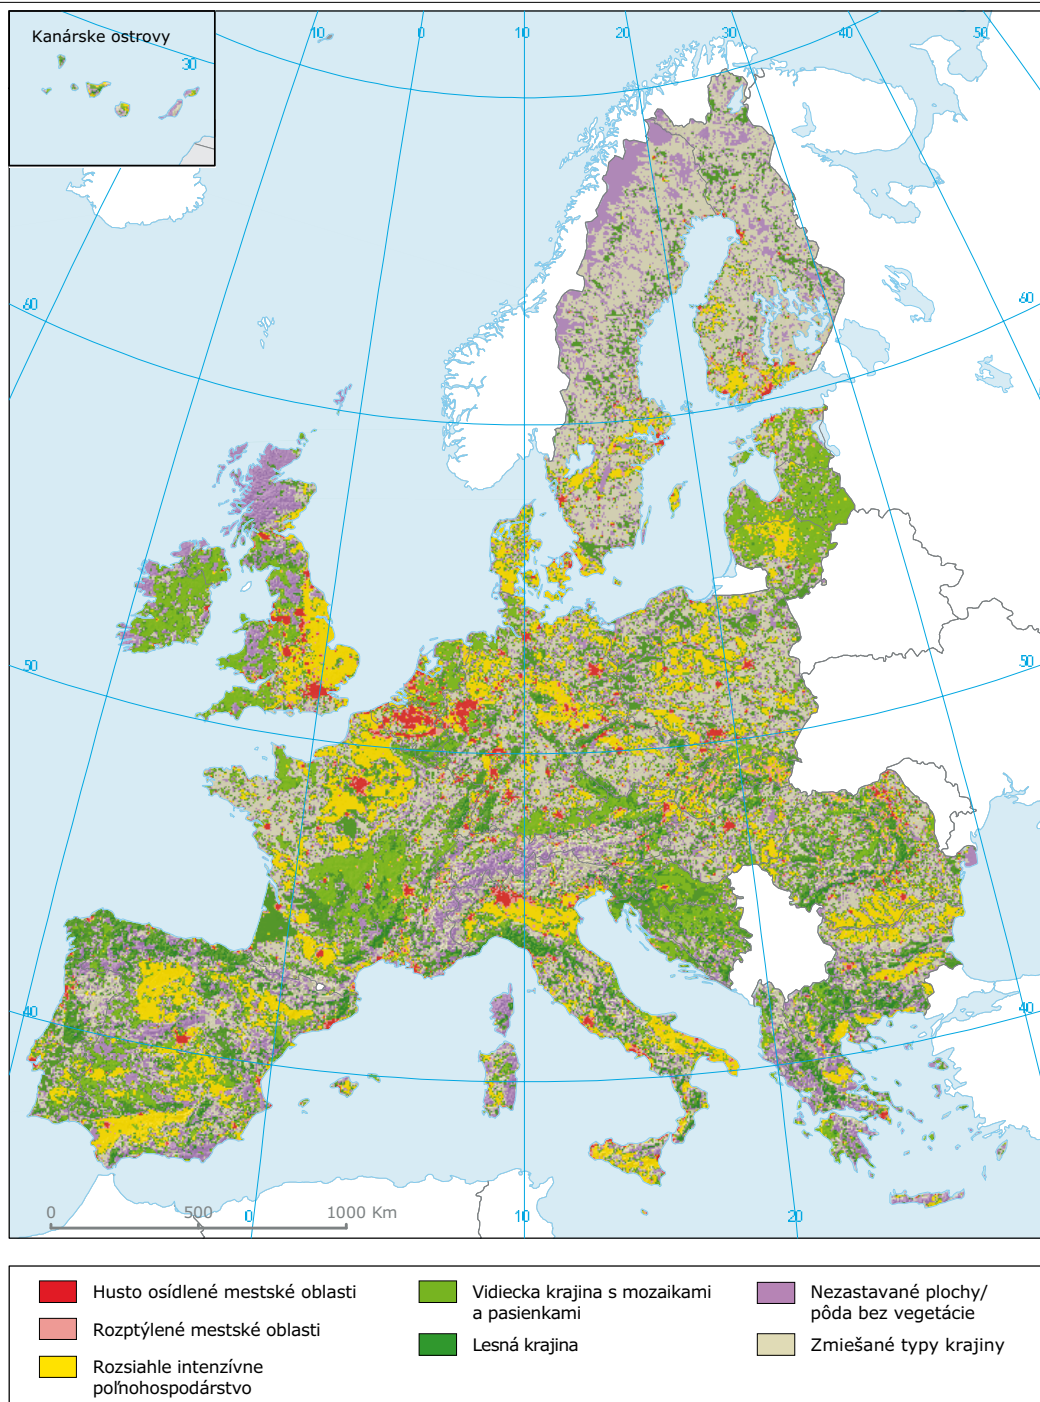 Kanárske ostrovy
30
10
0
10
20
30
40
50
60
60
50
50
40
40
0
500
1000 Km
0
10
20
Husto osídlené mestské oblasti
Rozptýlené mestské oblasti
Rozsiahle intenzívne
poľnohospodárstvo
Vidiecka krajina s mozaikami
a pasienkami
Lesná krajina
Nezastavané plochy/
pôda bez vegetácie
Zmiešané typy krajiny